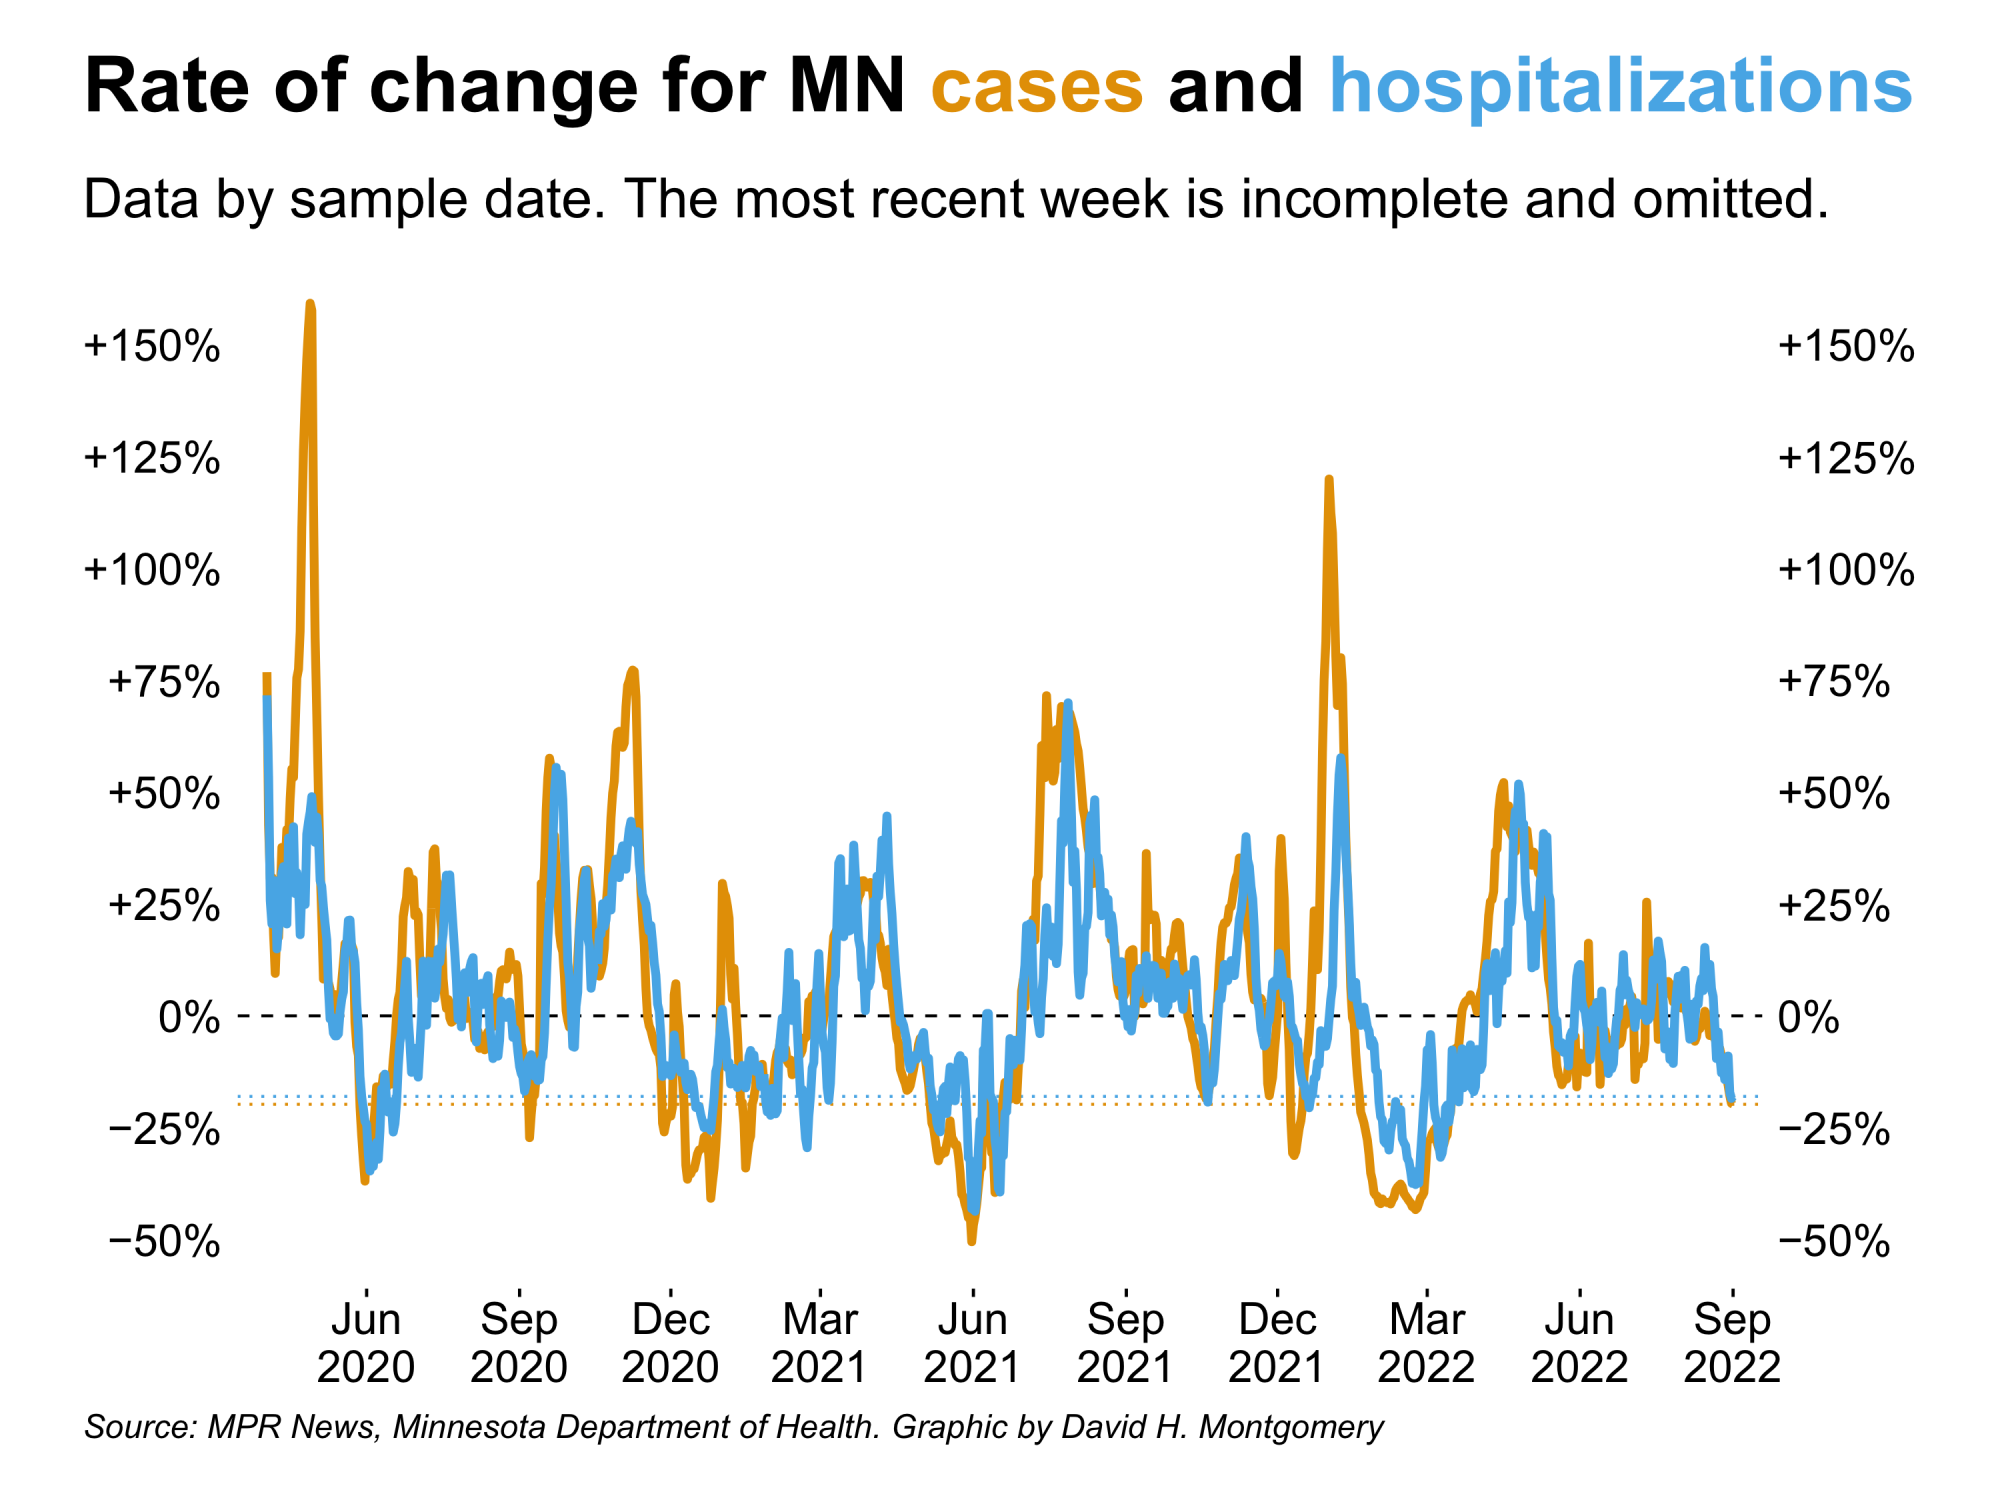 Rate of change for MN cases and hospitalizations
Data by sample date. The most recent week is incomplete and omitted.
+150% +150%
+125% +125%
+100% +100%
+75% +75%
+50% +50%
+25% +25%
0% 0%
−25% −25%
−50% −50%
Jun Sep Dec Mar Jun Sep Dec Mar Jun Sep
2020 2020 2020 2021 2021 2021 2021 2022 2022 2022
Source: MPR News, Minnesota Department of Health. Graphic by David H. Montgomery